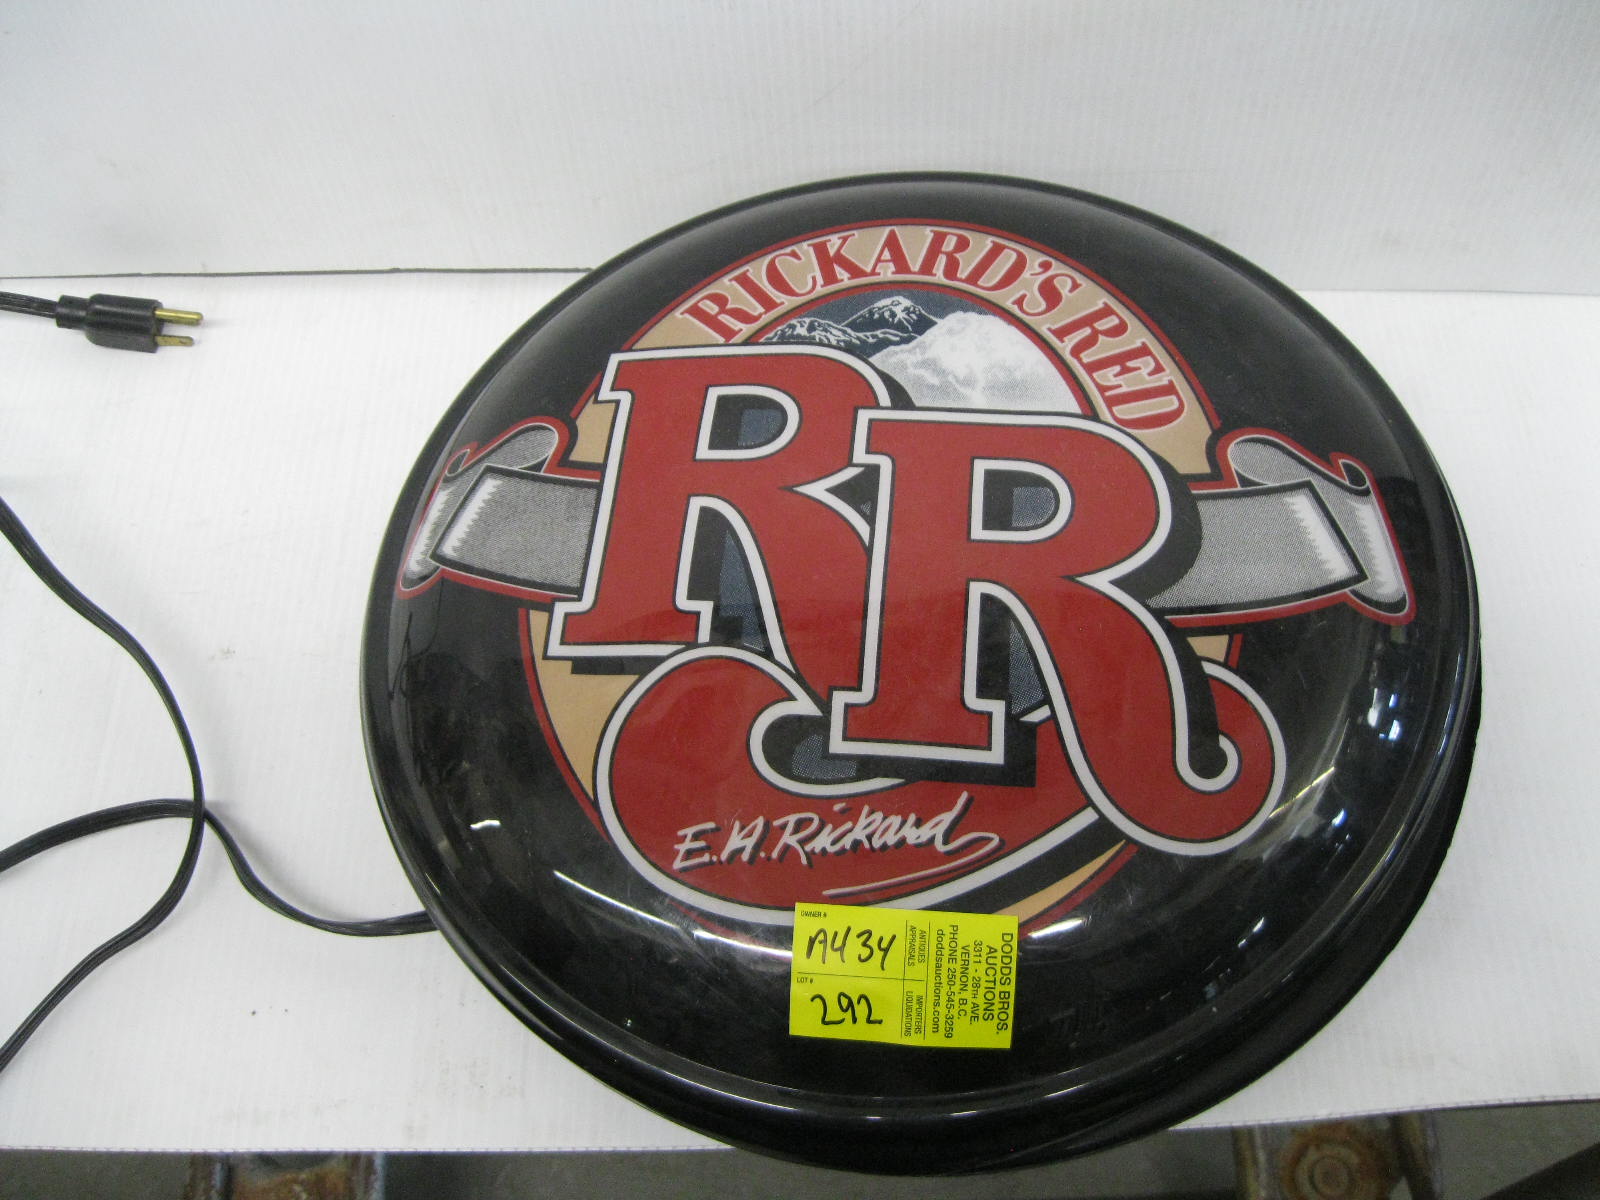 RICKARD'S RED
RR
E.A. Rickard
OWNER #
A434
LOT #
292
ANTIQUES
APPRAISALS
IMPORTERS
LIQUIDATIONS
DODDS BROS.
AUCTIONS
3311 - 28TH AVE.
VERNON, B.C.
PHONE 250-545-3259
doddsauctions.com